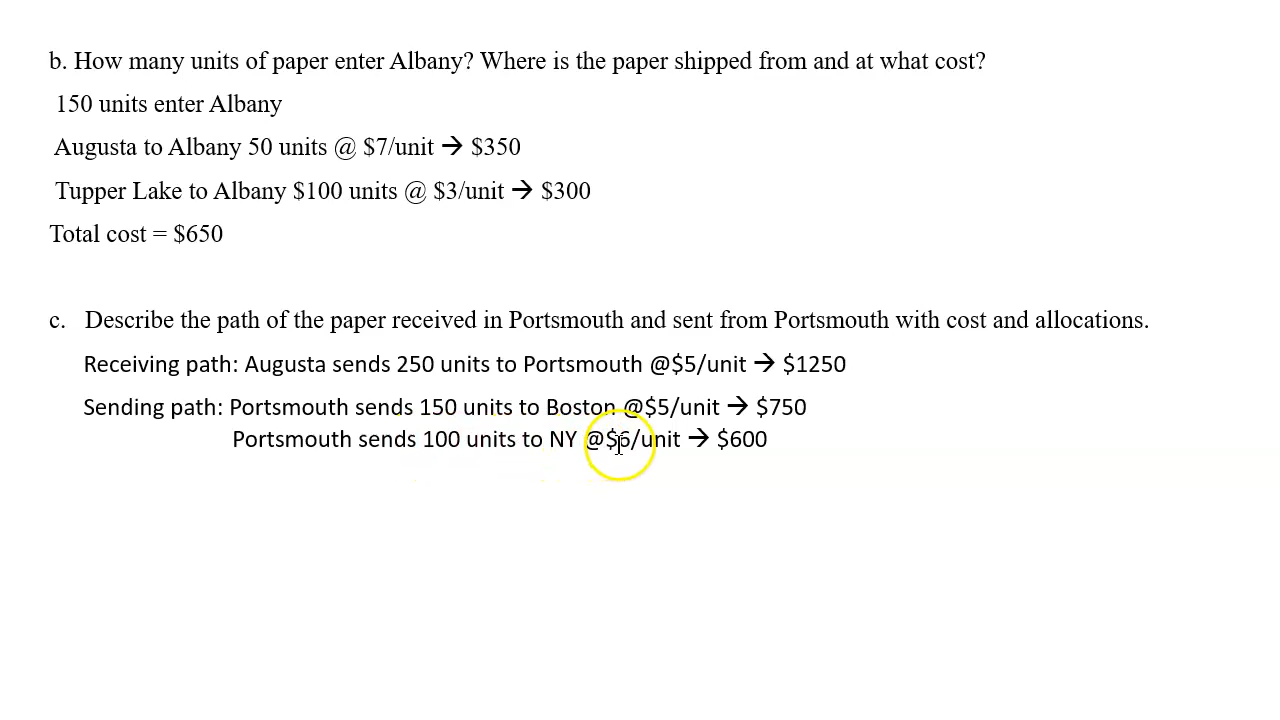 b. How many units of paper enter Albany? Where is the paper shipped from and at what cost?
150 units enter Albany
Augusta to Albany 50 units @ $7/unit → $350
Tupper Lake to Albany $100 units @ $3/unit → $300
Total cost = $650
c. Describe the path of the paper received in Portsmouth and sent from Portsmouth with cost and allocations.
Receiving path: Augusta sends 250 units to Portsmouth @$5/unit → $1250
Sending path: Portsmouth sends 150 units to Boston @$5/unit → $750
Portsmouth sends 100 units to NY @$6/unit → $600